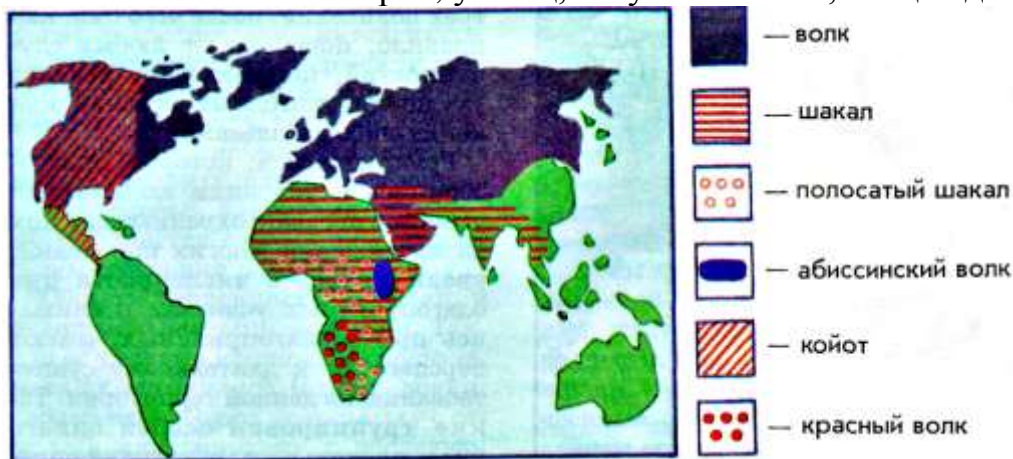 — волк
— шакал
— полосатый шакал
— абиссинский волк
— койот
— красный волк